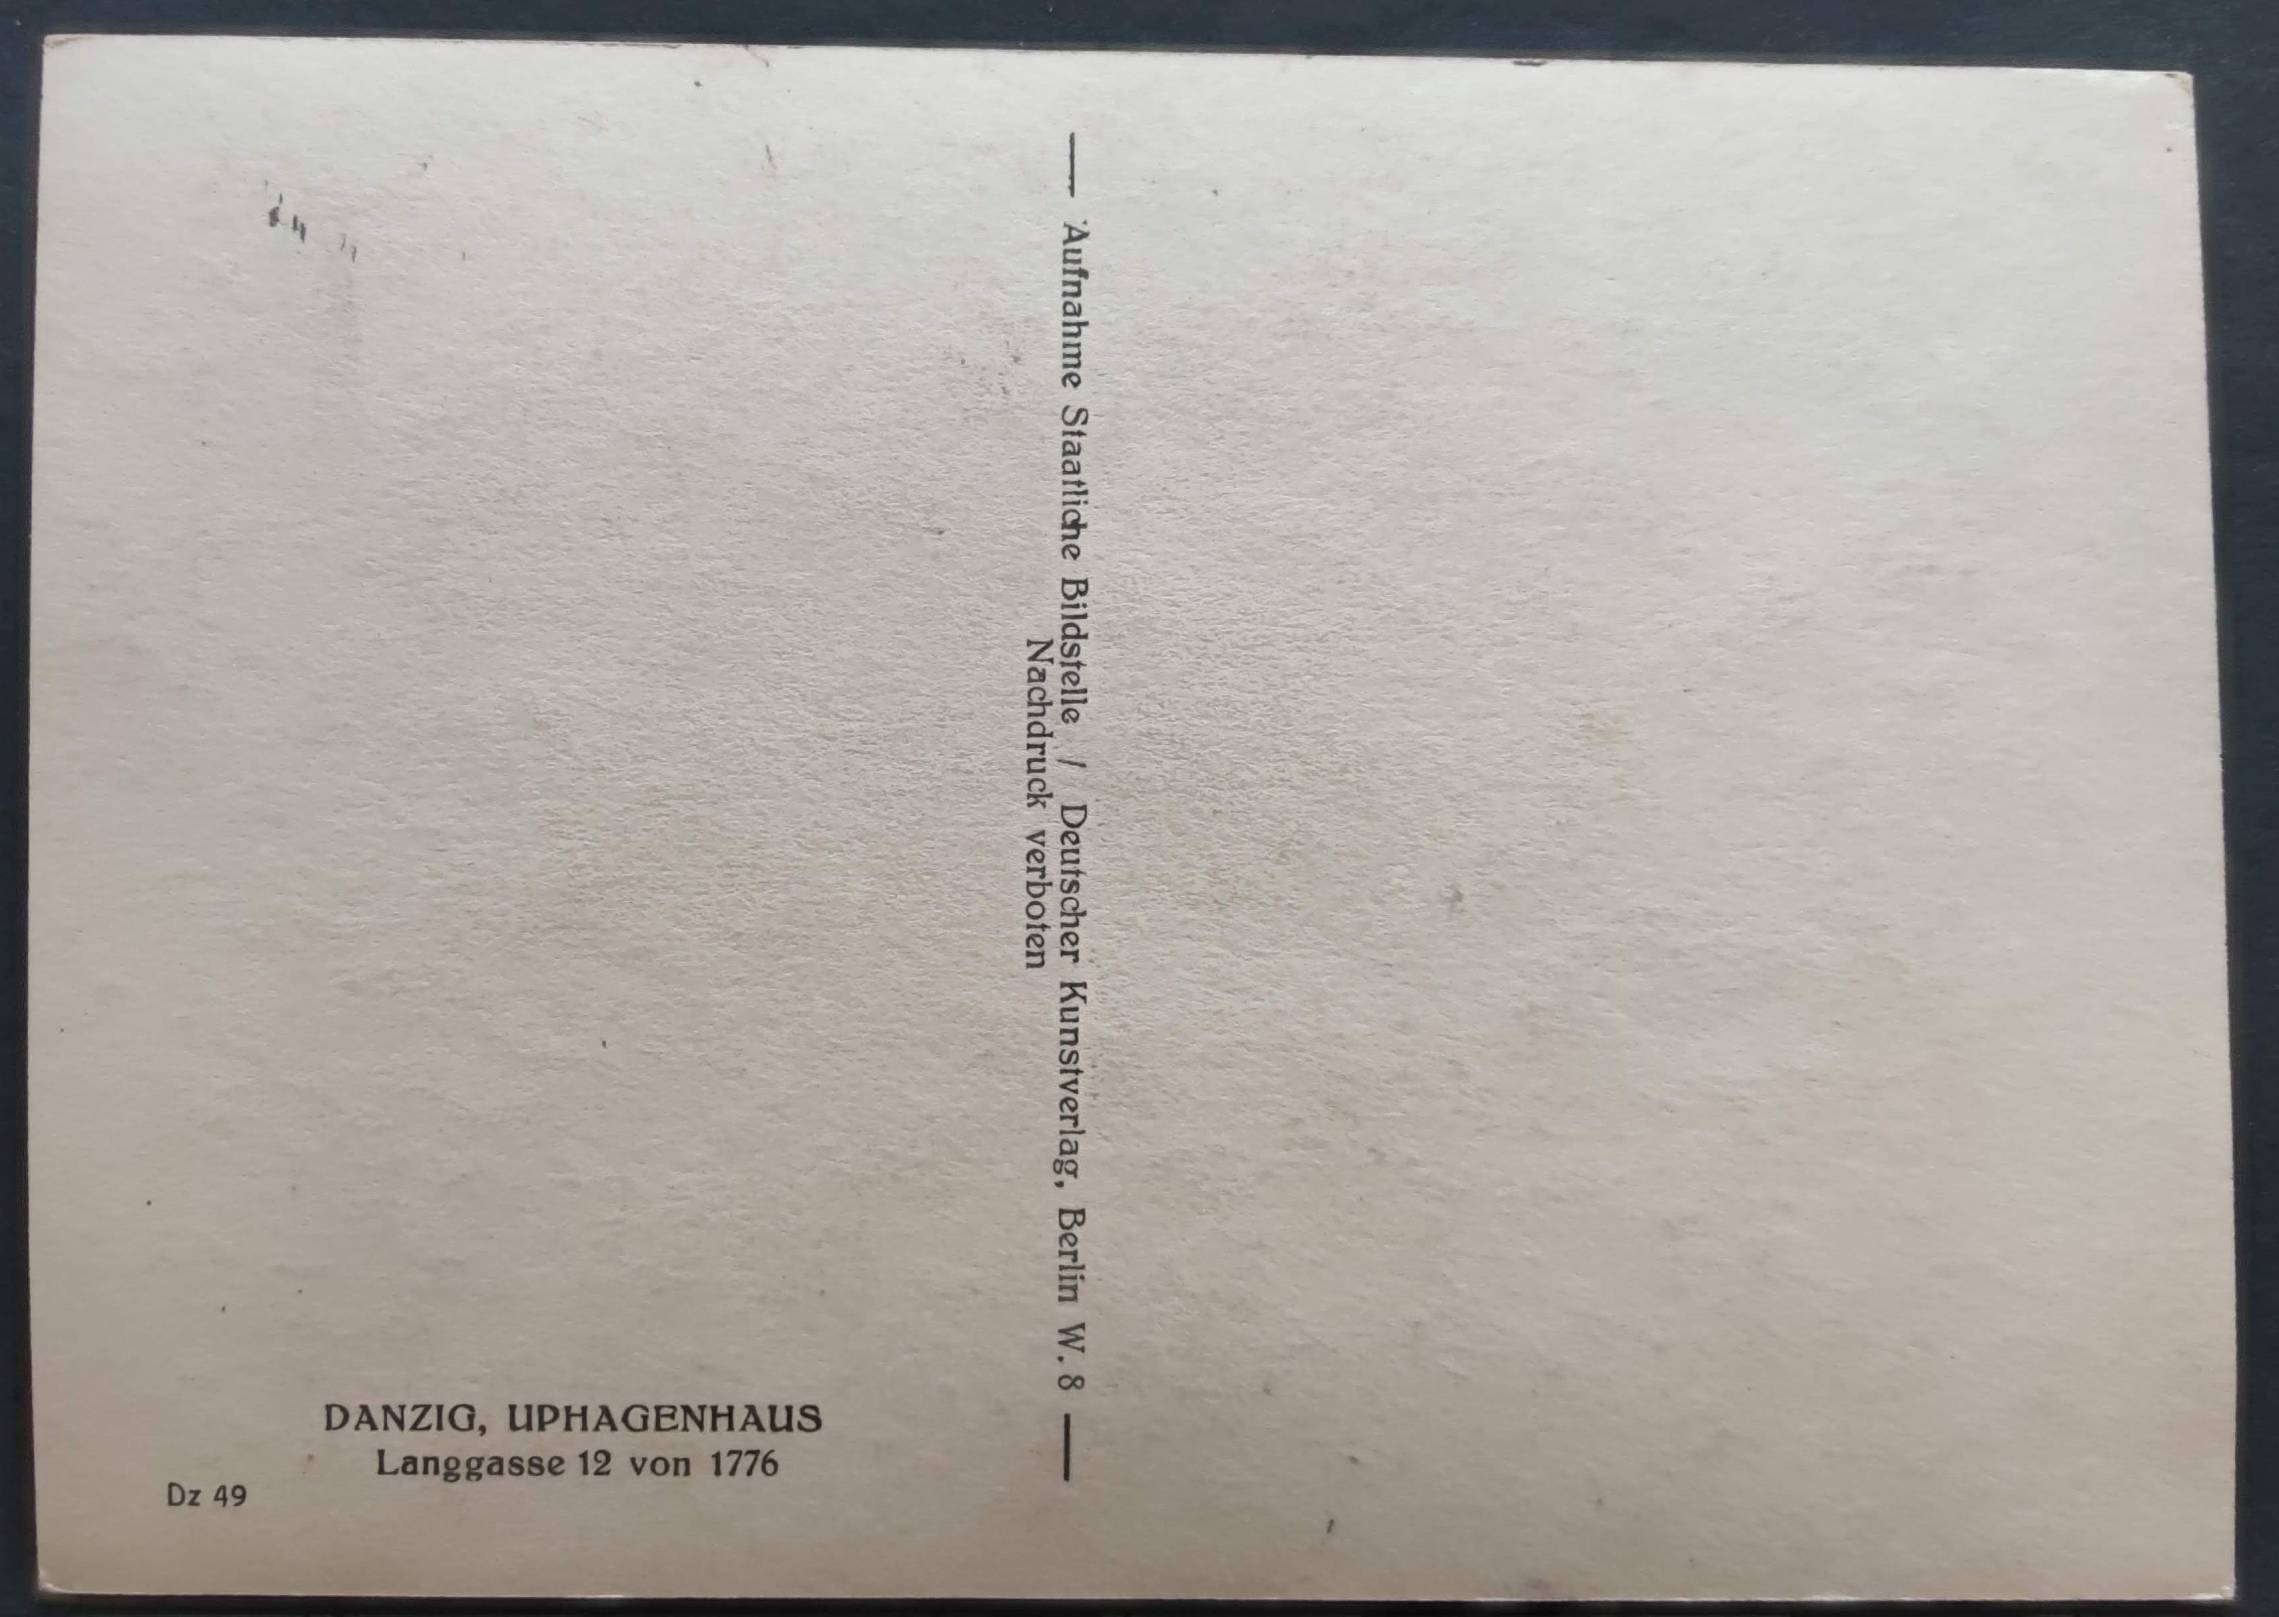 Aufnahme Staatliche Bildstelle / Deutscher Kunstverlag, Berlin W. 8
Nachdruck verboten
DANZIG, UPHAGENHAUS
Langgasse 12 von 1776
Dz 49